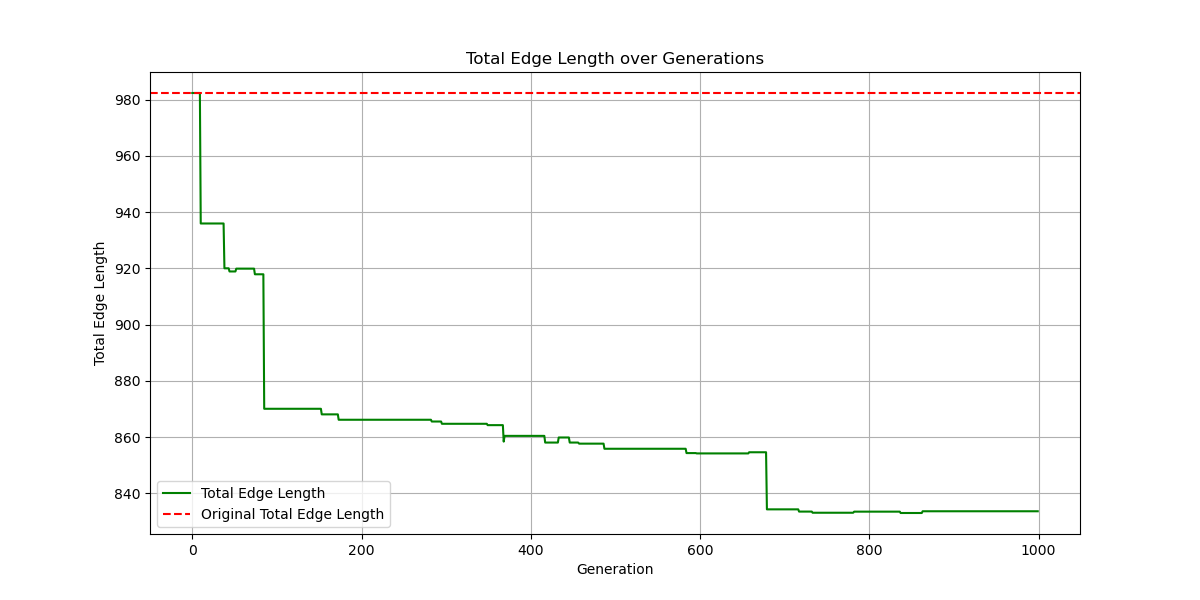 Total Edge Length over Generations
Total Edge Length
980
960
940
920
900
880
860
840
Total Edge Length
Original Total Edge Length
0 200 400 600 800 1000
Generation